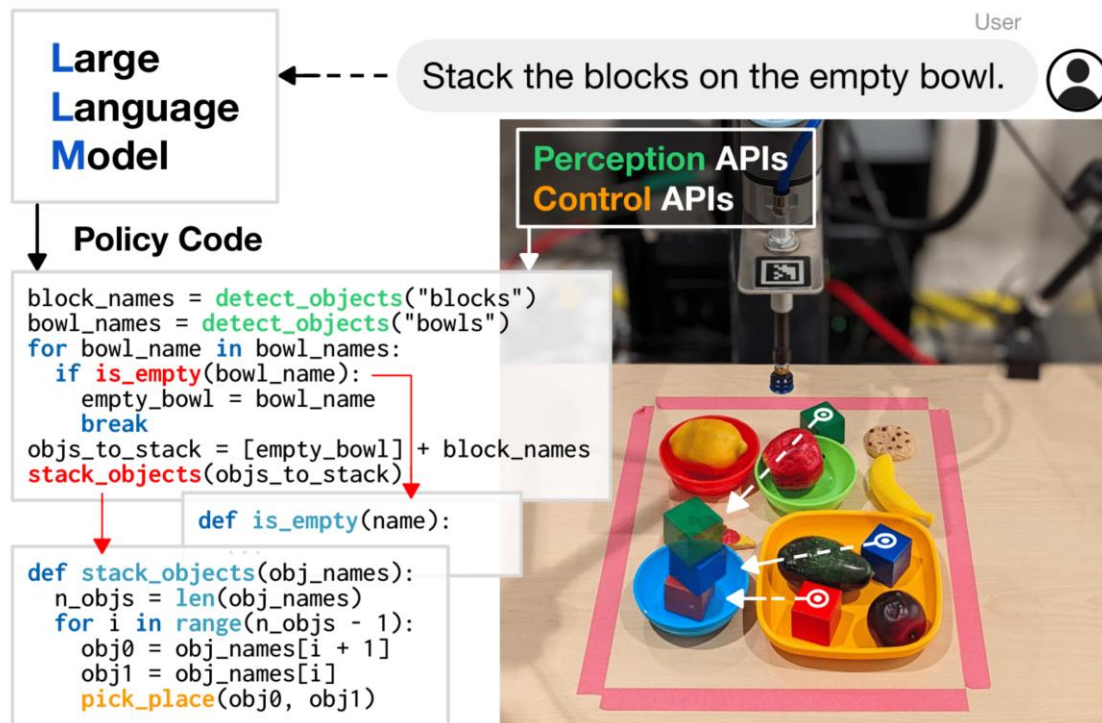 Large
Language
Model
User
Stack the blocks on the empty bowl.
Perception APIs
Control APIs
Policy Code
block_names = detect_objects("blocks")
bowl_names = detect_objects("bowls")
for bowl_name in bowl_names:
  if is_empty(bowl_name):
    empty_bowl = bowl_name
    break
objs_to_stack = [empty_bowl] + block_names
stack_objects(objs_to_stack)
def is_empty(name):
...
def stack_objects(obj_names):
  n_objs = len(obj_names)
  for i in range(n_objs - 1):
    obj0 = obj_names[i + 1]
    obj1 = obj_names[i]
    pick_place(obj0, obj1)